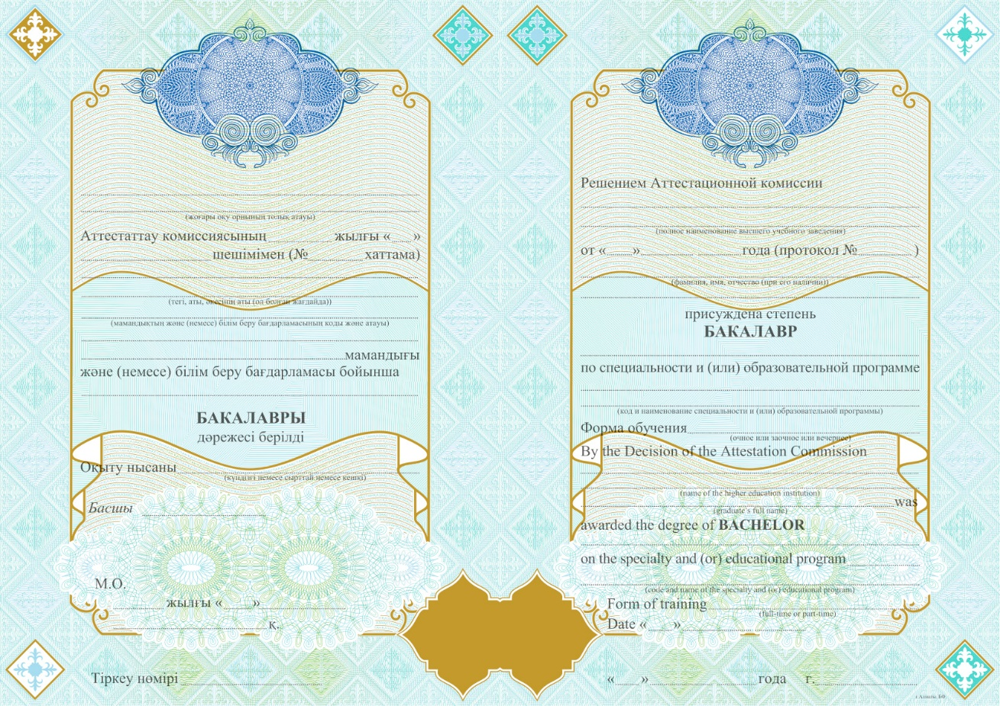 (жоғары оқу орнының толық атауы)
Аттестаттау комиссиясының жылғы « »
шешімімен (№ хаттама)
(тегі, аты, әкесінің аты (ол болған жағдайда))
(мамандықтың және (немесе) білім беру бағдарламасының коды және атауы)
мамандығы
және (немесе) білім беру бағдарламасы бойынша
БАКАЛАВРЫ
дәрежесі берілді
Оқыту нысаны
(күндізгі немесе сырттай немесе кешкі)
Басшы
М.О.
жылғы « »
қ.
Тіркеу нөмірі
Решением Аттестационной комиссии
(полное наименование высшего учебного заведения)
от « » года (протокол № )
(фамилия, имя, отчество (при его наличии))
присуждена степень
БАКАЛАВР
по специальности и (или) образовательной программе
(код и наименование специальности и (или) образовательной программы)
Форма обучения
(очное или заочное или вечернее)
By the Decision of the Attestation Commission
(name of the higher education institution)
was
(graduate's full name)
awarded the degree of BACHELOR
on the specialty and (or) educational program
(code and name of the specialty and (or) educational program)
Form of training
(full-time or part-time)
Date « »
« » года г.